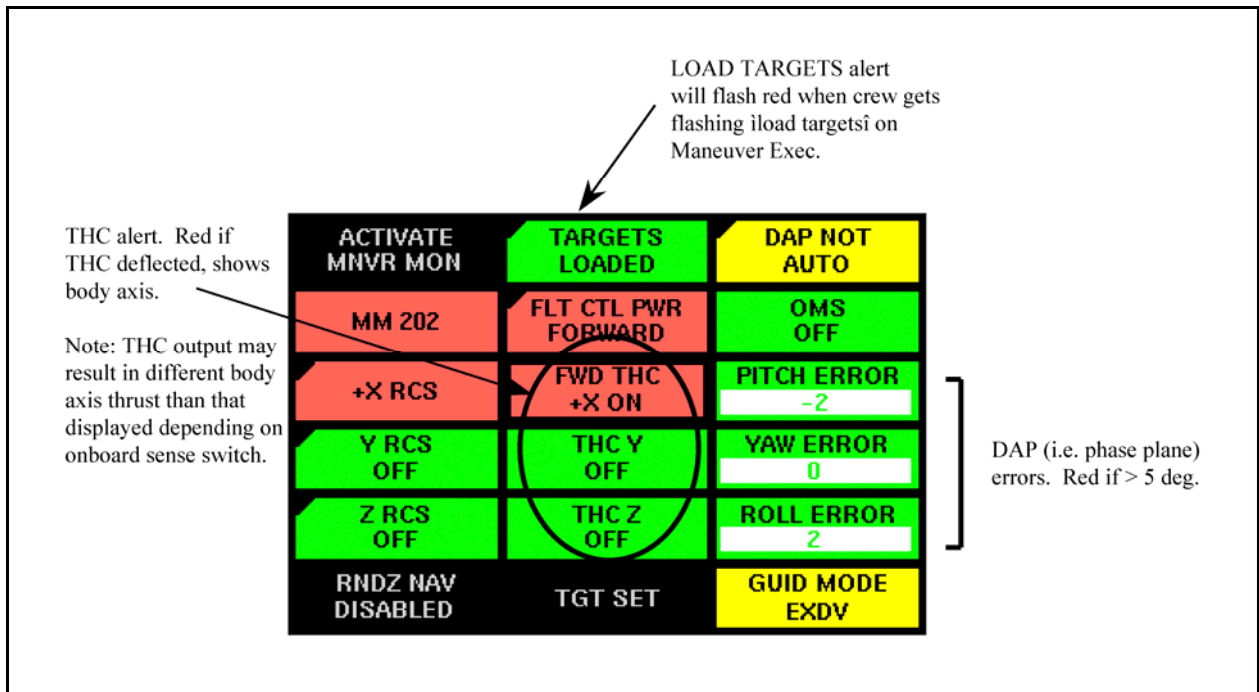 LOAD TARGETS alert
will flash red when crew gets
flashing ìload targetsî on
Maneuver Exec.
THC alert.  Red if
THC deflected, shows
body axis.
Note: THC output may
result in different body
axis thrust than that
displayed depending on
onboard sense switch.
ACTIVATE
MNVR MON
TARGETS
LOADED
DAP NOT
AUTO
MM 202
FLT CTL PWR
FORWARD
OMS
OFF
+X RCS
FWD THC
+X ON
PITCH ERROR
-2
Y RCS
OFF
THC Y
OFF
YAW ERROR
0
Z RCS
OFF
THC Z
OFF
ROLL ERROR
2
RNDZ NAV
DISABLED
TGT SET
GUID MODE
EXDV
DAP (i.e. phase plane)
errors.  Red if > 5 deg.